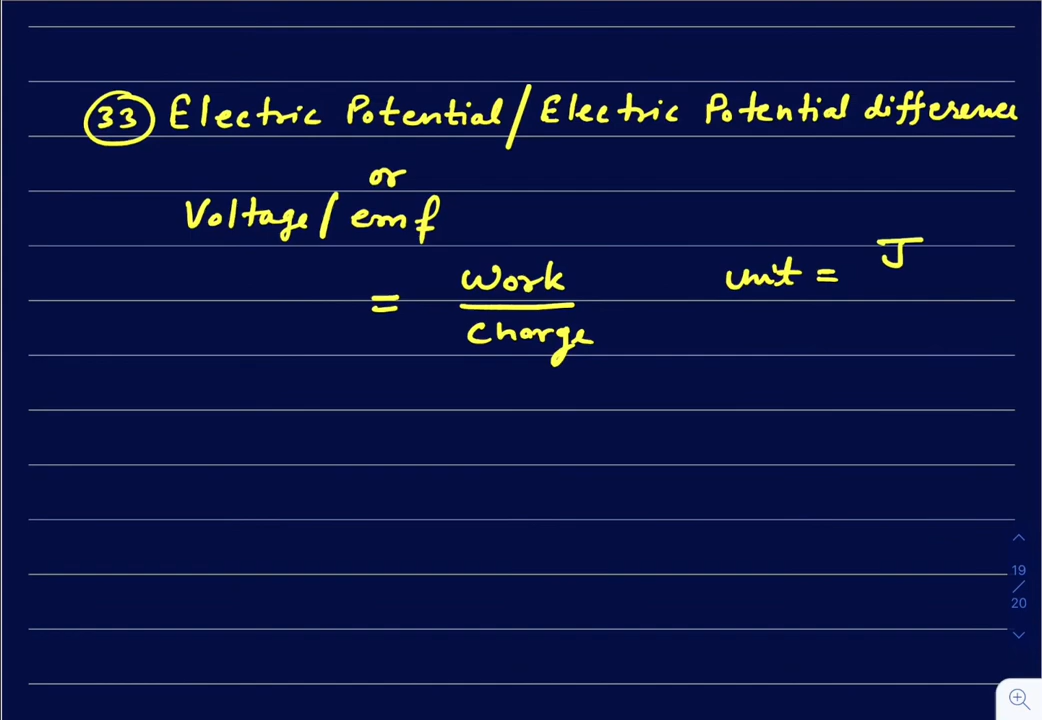 33 Electric Potential/Electric Potential difference
or
Voltage/emf
= Work unit = J
Charge
19
/
20